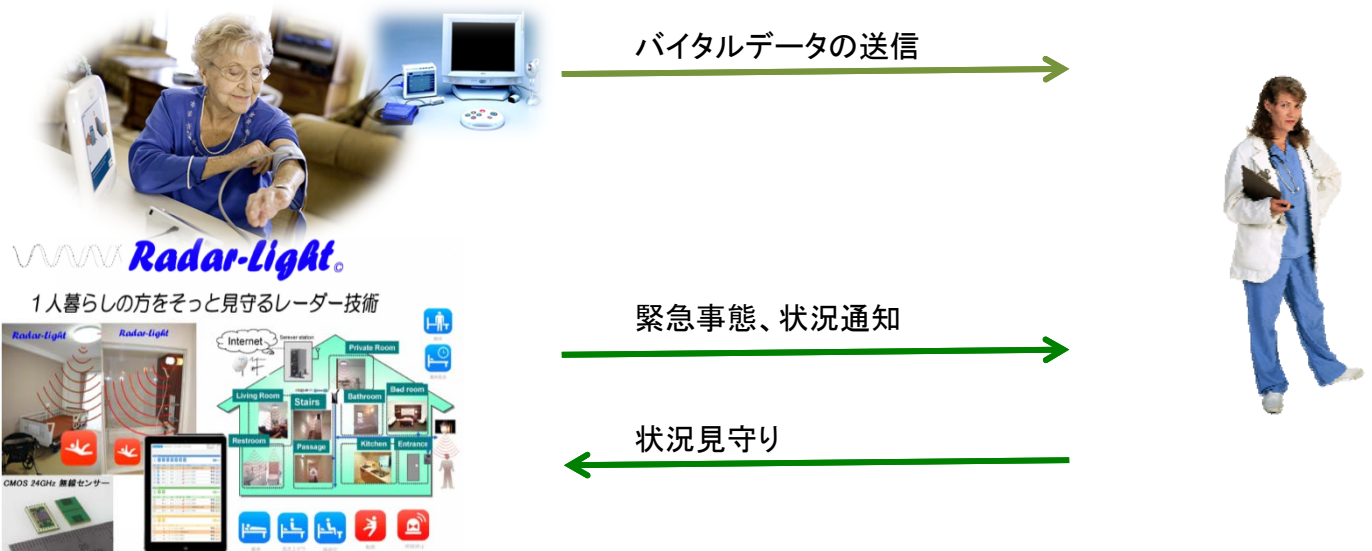 バイタルデータの送信
Radar-Light©
1人暮らしの方をそっと見守るレーダー技術
緊急事態、状況通知
状況見守り
Radar-Light
Radar-Light
Internet
Private Room
Living Room
Stairs
Bathroom
Bed room
Restroom
Passage
Kitchen
Entrance
CMOS 24GHz 無線センサー